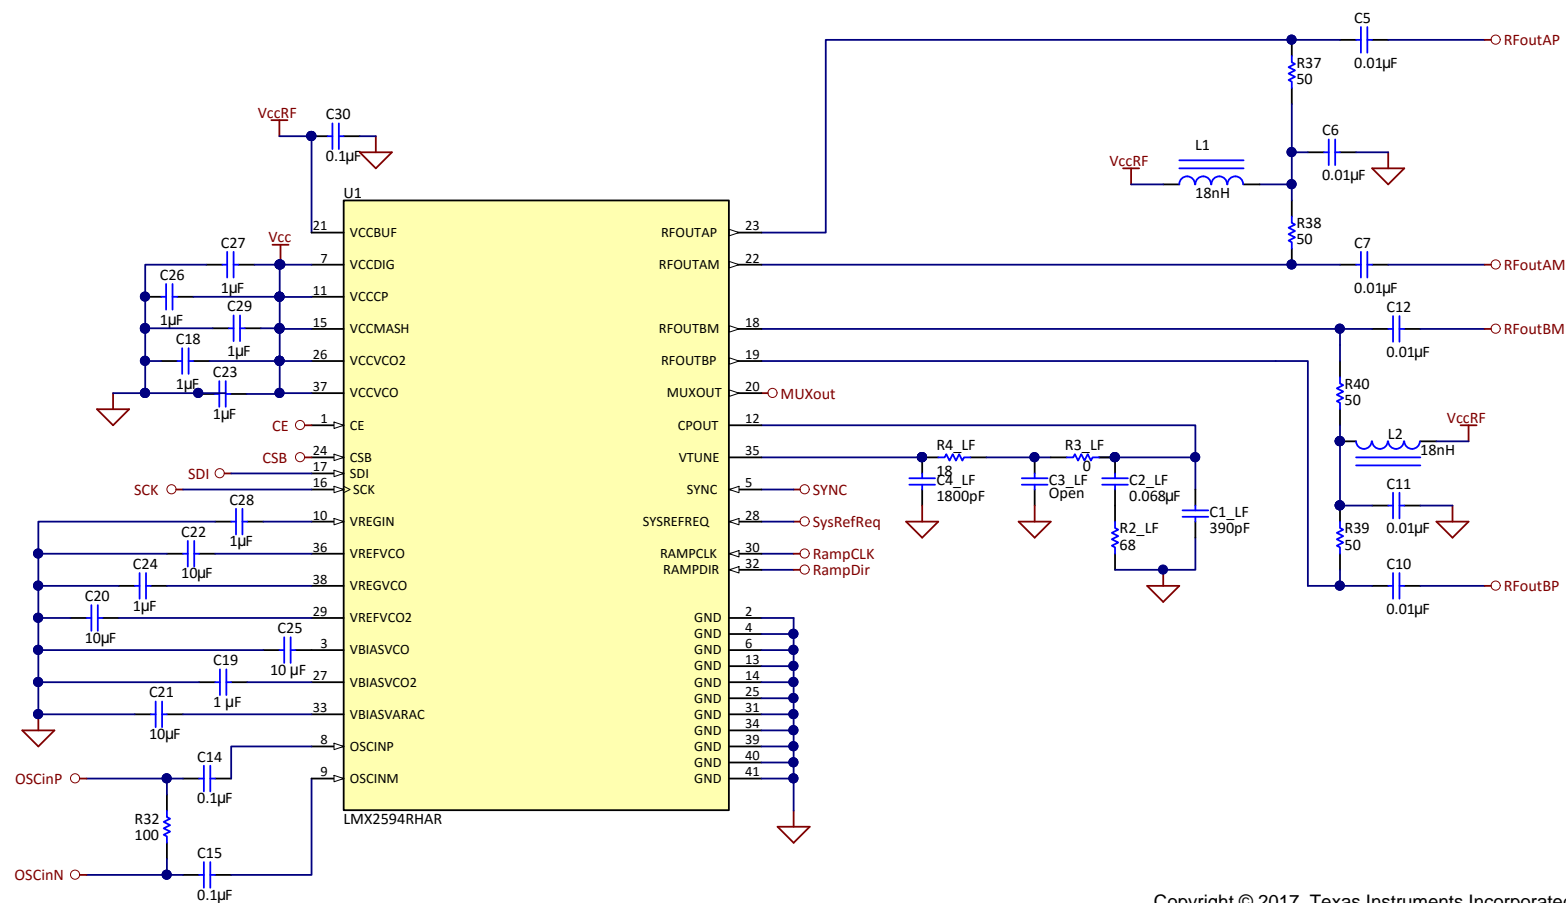 C5
RFoutAP
0.01µF
R37
50
VccRF
C30
0.1µF
C6
0.01µF
L1
VccRF
18nH
U1
21
VCCBUF
RFOUTAP
23
R38
50
C7
RFoutAM
0.01µF
Vcc
C27
1µF
7
VCCDIG
RFOUTAM
22
C26
1µF
11
VCCCP
C29
1µF
15
VCCMASH
RFOUTBM
18
C12
RFoutBM
0.01µF
C18
1µF
26
VCCVCO2
RFOUTBP
19
C23
1µF
37
VCCVCO
MUXOUT
20
MUXout
R40
50
CE
1
CE
CPOUT
12
VccRF
L2
18nH
CSB
24
CSB
VTUNE
35
R4_LF
18
R3_LF
0
SDI
17
SDI
C4_LF
1800pF
C3_LF
Open
C2_LF
0.068µF
SCK
16
SCK
SYNC
5
SYNC
C11
0.01µF
C28
1µF
10
VREGIN
SYSREFREQ
28
SysRefReq
C1_LF
390pF
R2_LF
68
R39
50
C22
10µF
36
VREFVCO
RAMPCLK
30
RampCLK
RAMPDIR
32
RampDir
C24
1µF
38
VREGVCO
C10
RFoutBP
0.01µF
C20
10µF
29
VREFVCO2
GND
2
GND
4
C25
10 µF
3
VBIASVCO
GND
6
GND
13
C19
1 µF
27
VBIASVCO2
GND
14
GND
25
C21
10µF
33
VBIASVARAC
GND
31
GND
34
8
OSCINP
GND
39
GND
40
OSCinP
C14
0.1µF
9
OSCINM
GND
41
R32
100
LMX2594RHAR
OSCinN
C15
0.1µF
Copyright © 2017, Texas Instruments Incorporated